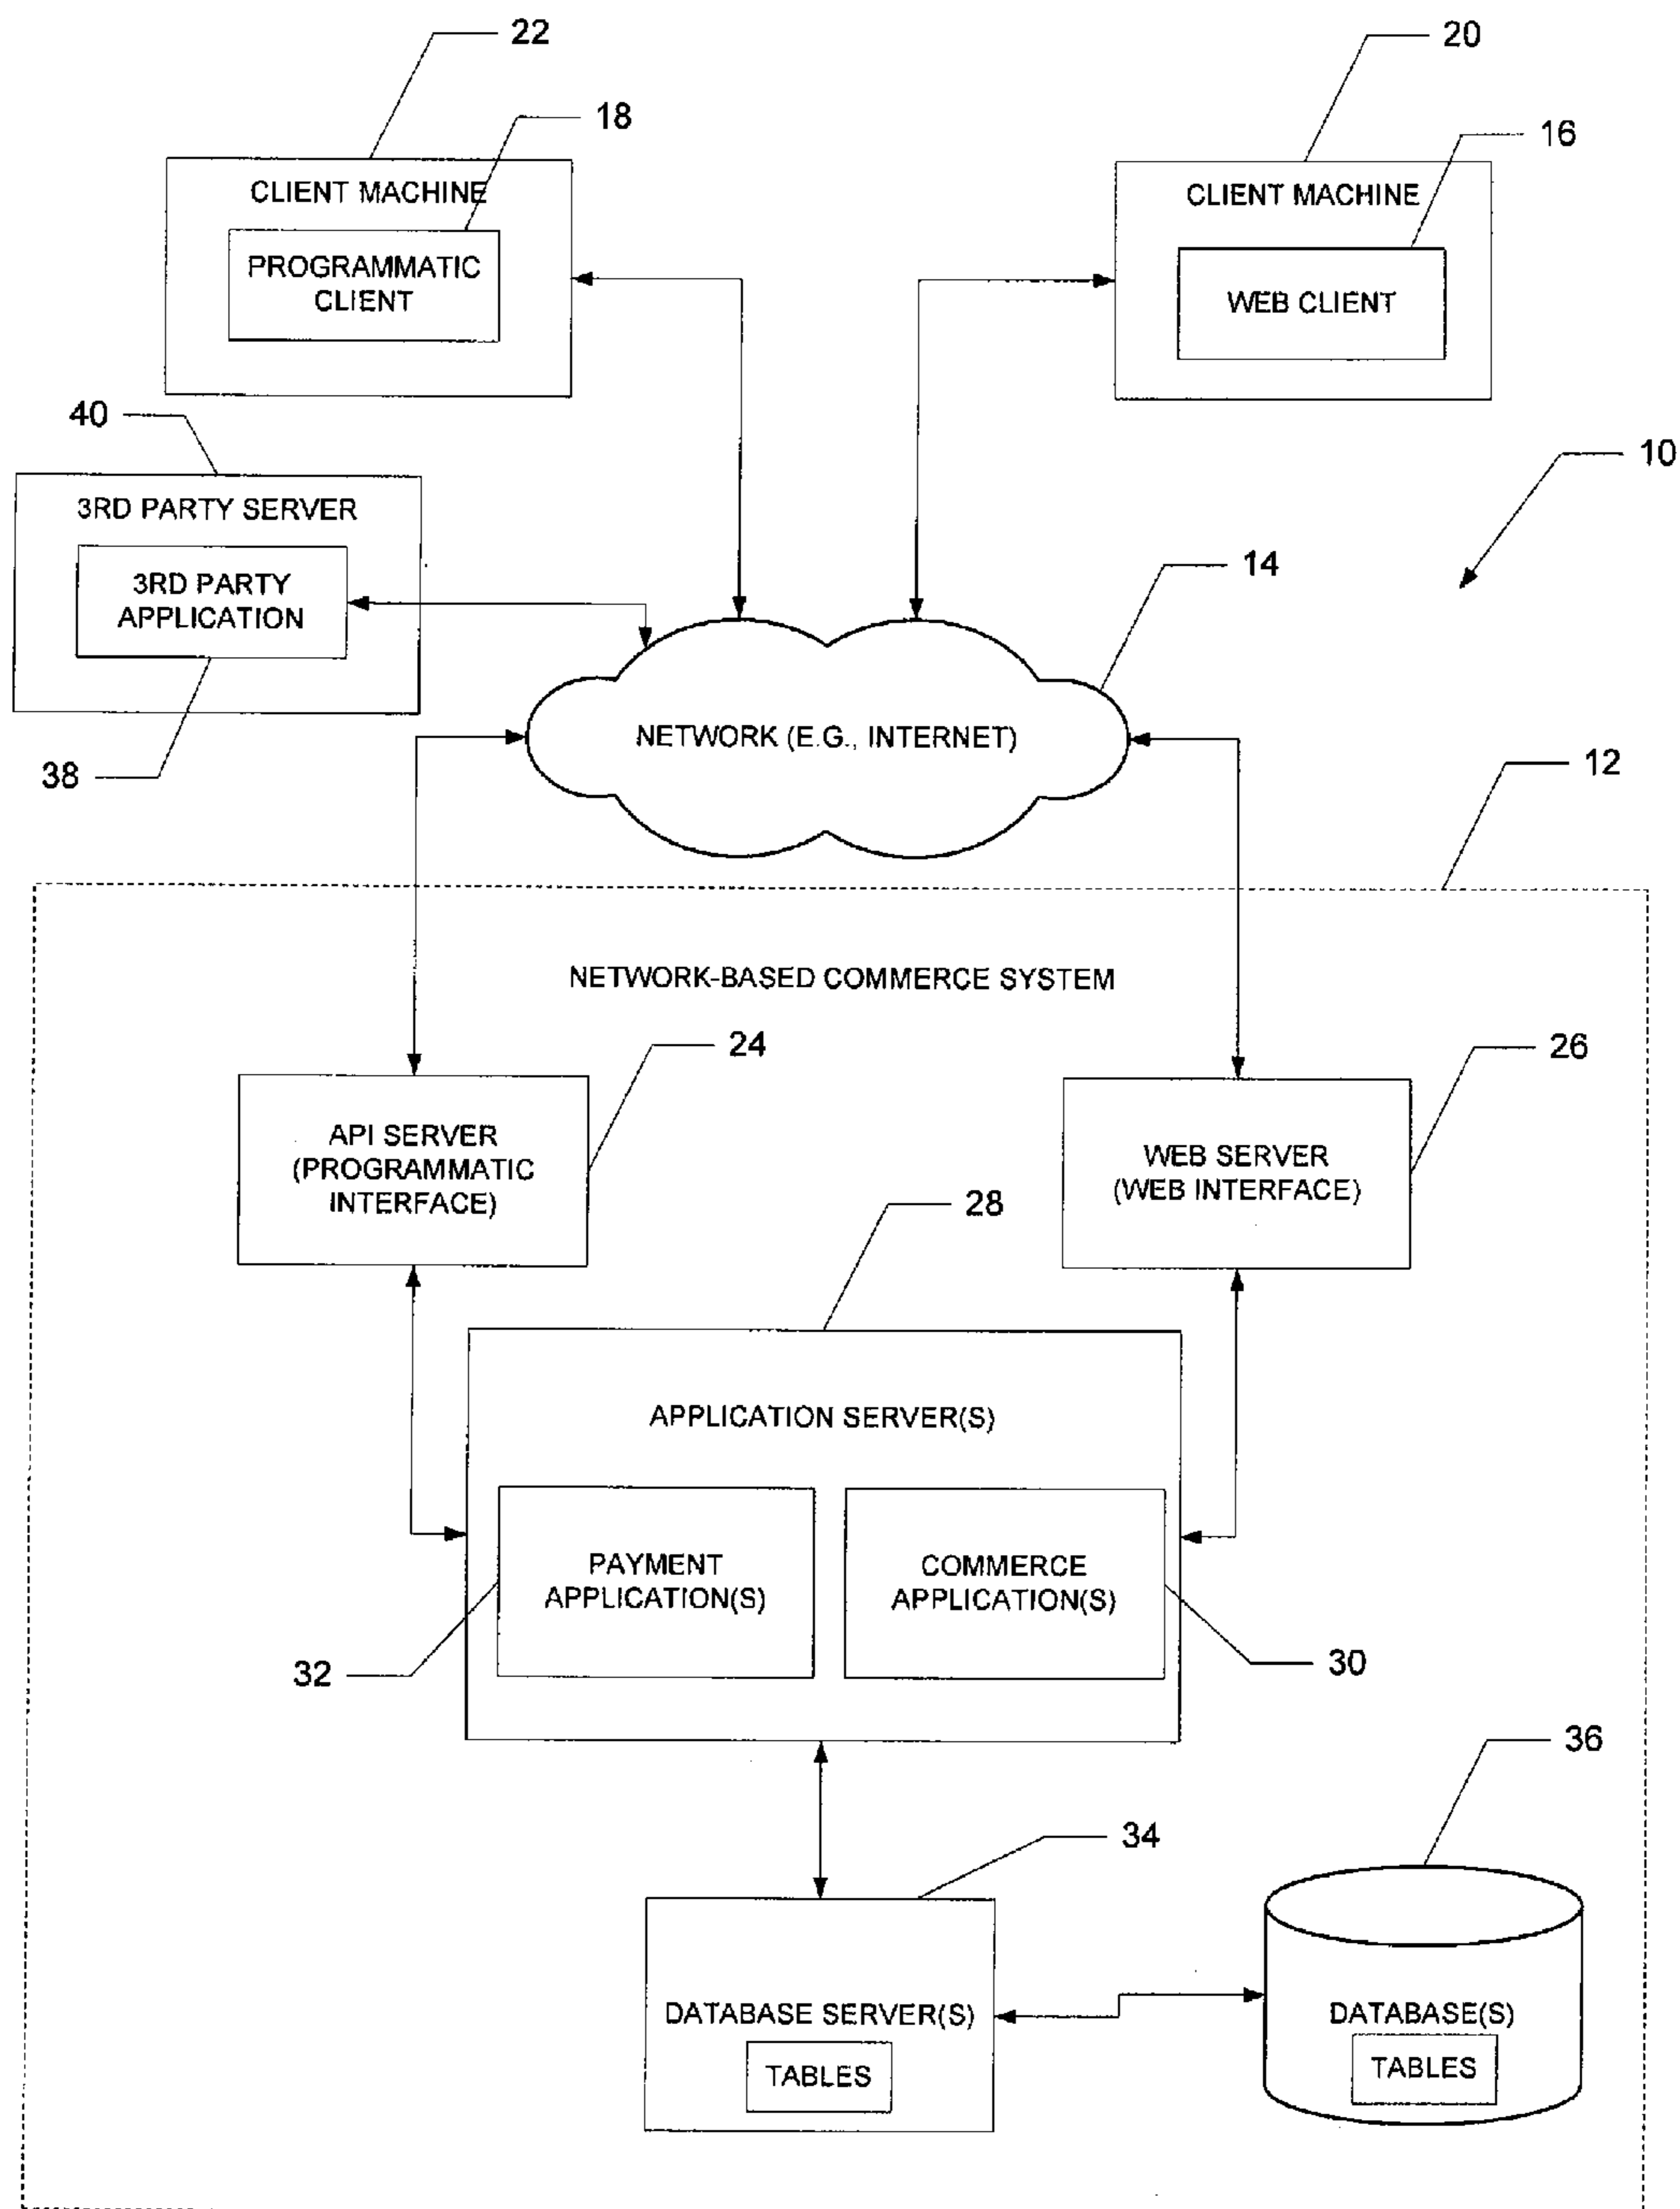 22
20
18
16
CLIENT MACHINE
PROGRAMMATIC
CLIENT
CLIENT MACHINE
WEB CLIENT
40
10
3RD PARTY SERVER
3RD PARTY
APPLICATION
14
38
NETWORK (E.G., INTERNET)
12
NETWORK-BASED COMMERCE SYSTEM
24
26
API SERVER
(PROGRAMMATIC
INTERFACE)
WEB SERVER
(WEB INTERFACE)
28
APPLICATION SERVER(S)
PAYMENT
APPLICATION(S)
COMMERCE
APPLICATION(S)
32
30
36
34
DATABASE SERVER(S)
TABLES
DATABASE(S)
TABLES